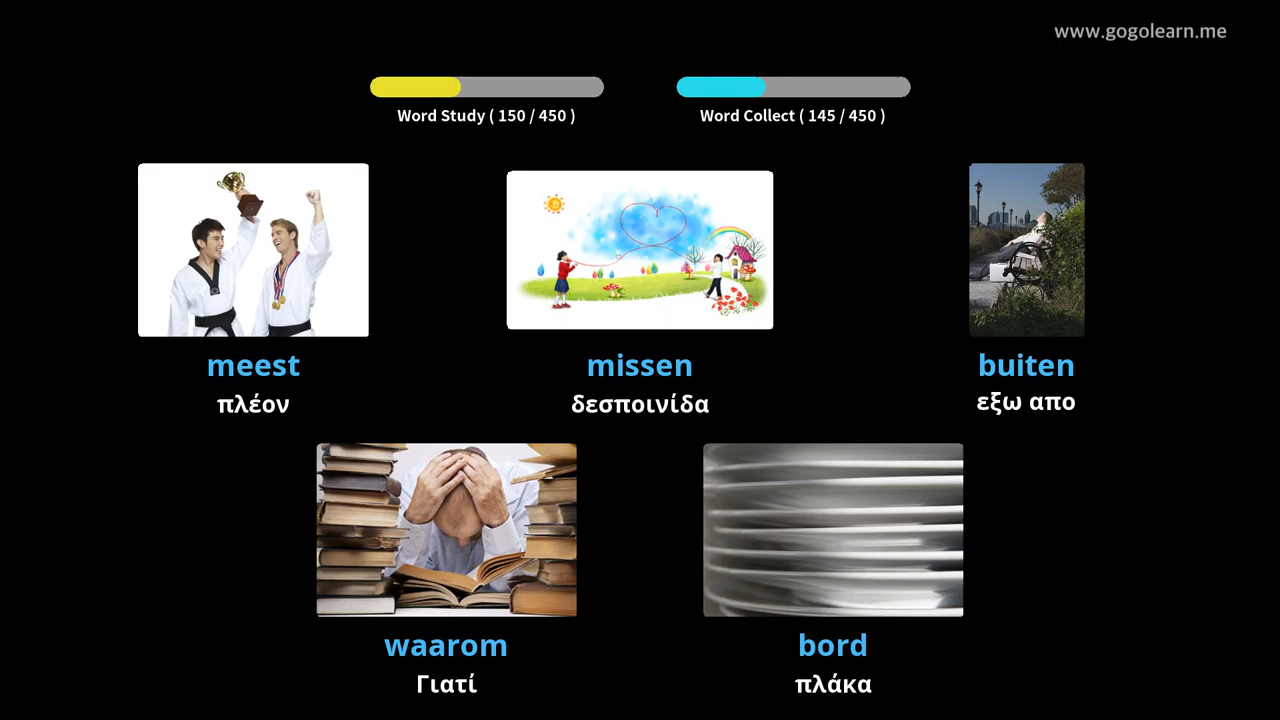 www.gogolearn.me
Word Study ( 150 / 450 )
Word Collect ( 145 / 450 )
meest
πλέον
missen
δεσποινίδα
buiten
εξω απο
waarom
Γιατί
bord
πλάκα